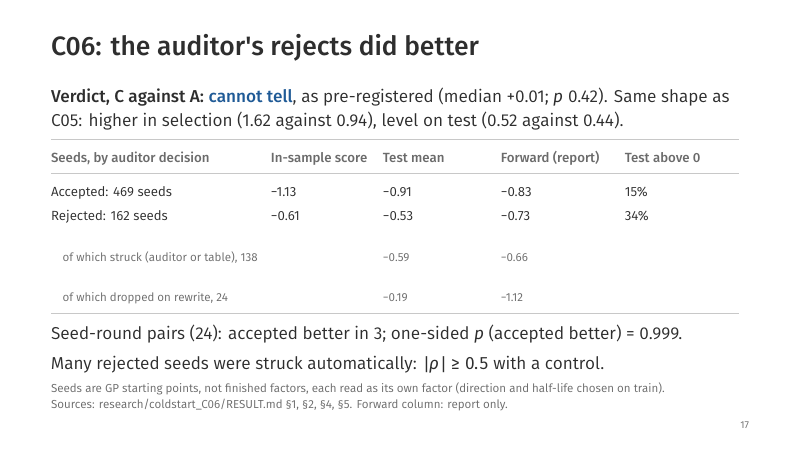 C06: the auditor's rejects did better
Verdict, C against A: cannot tell, as pre-registered (median +0.01; p 0.42). Same shape as
C05: higher in selection (1.62 against 0.94), level on test (0.52 against 0.44).
Seeds, by auditor decision In-sample score Test mean Forward (report) Test above 0
Accepted: 469 seeds −1.13 −0.91 −0.83 15%
Rejected: 162 seeds −0.61 −0.53 −0.73 34%
of which struck (auditor or table), 138 −0.59 −0.66
of which dropped on rewrite, 24 −0.19 −1.12
Seed-round pairs (24): accepted better in 3; one-sided p (accepted better) = 0.999.
Many rejected seeds were struck automatically: |ρ| ≥ 0.5 with a control.
Seeds are GP starting points, not finished factors, each read as its own factor (direction and half-life chosen on train).
Sources: research/coldstart_C06/RESULT.md §1, §2, §4, §5. Forward column: report only.
17